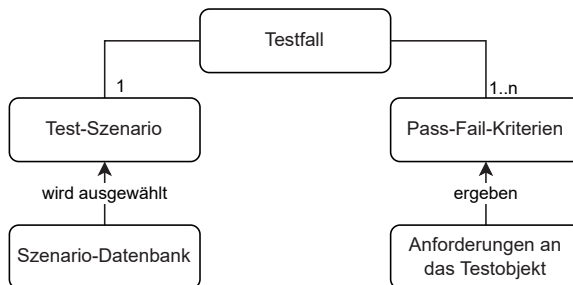 Testfall
1
1..n
Test-Szenario
Pass-Fail-Kriterien
wird ausgewählt
ergeben
Szenario-Datenbank
Anforderungen an
das Testobjekt